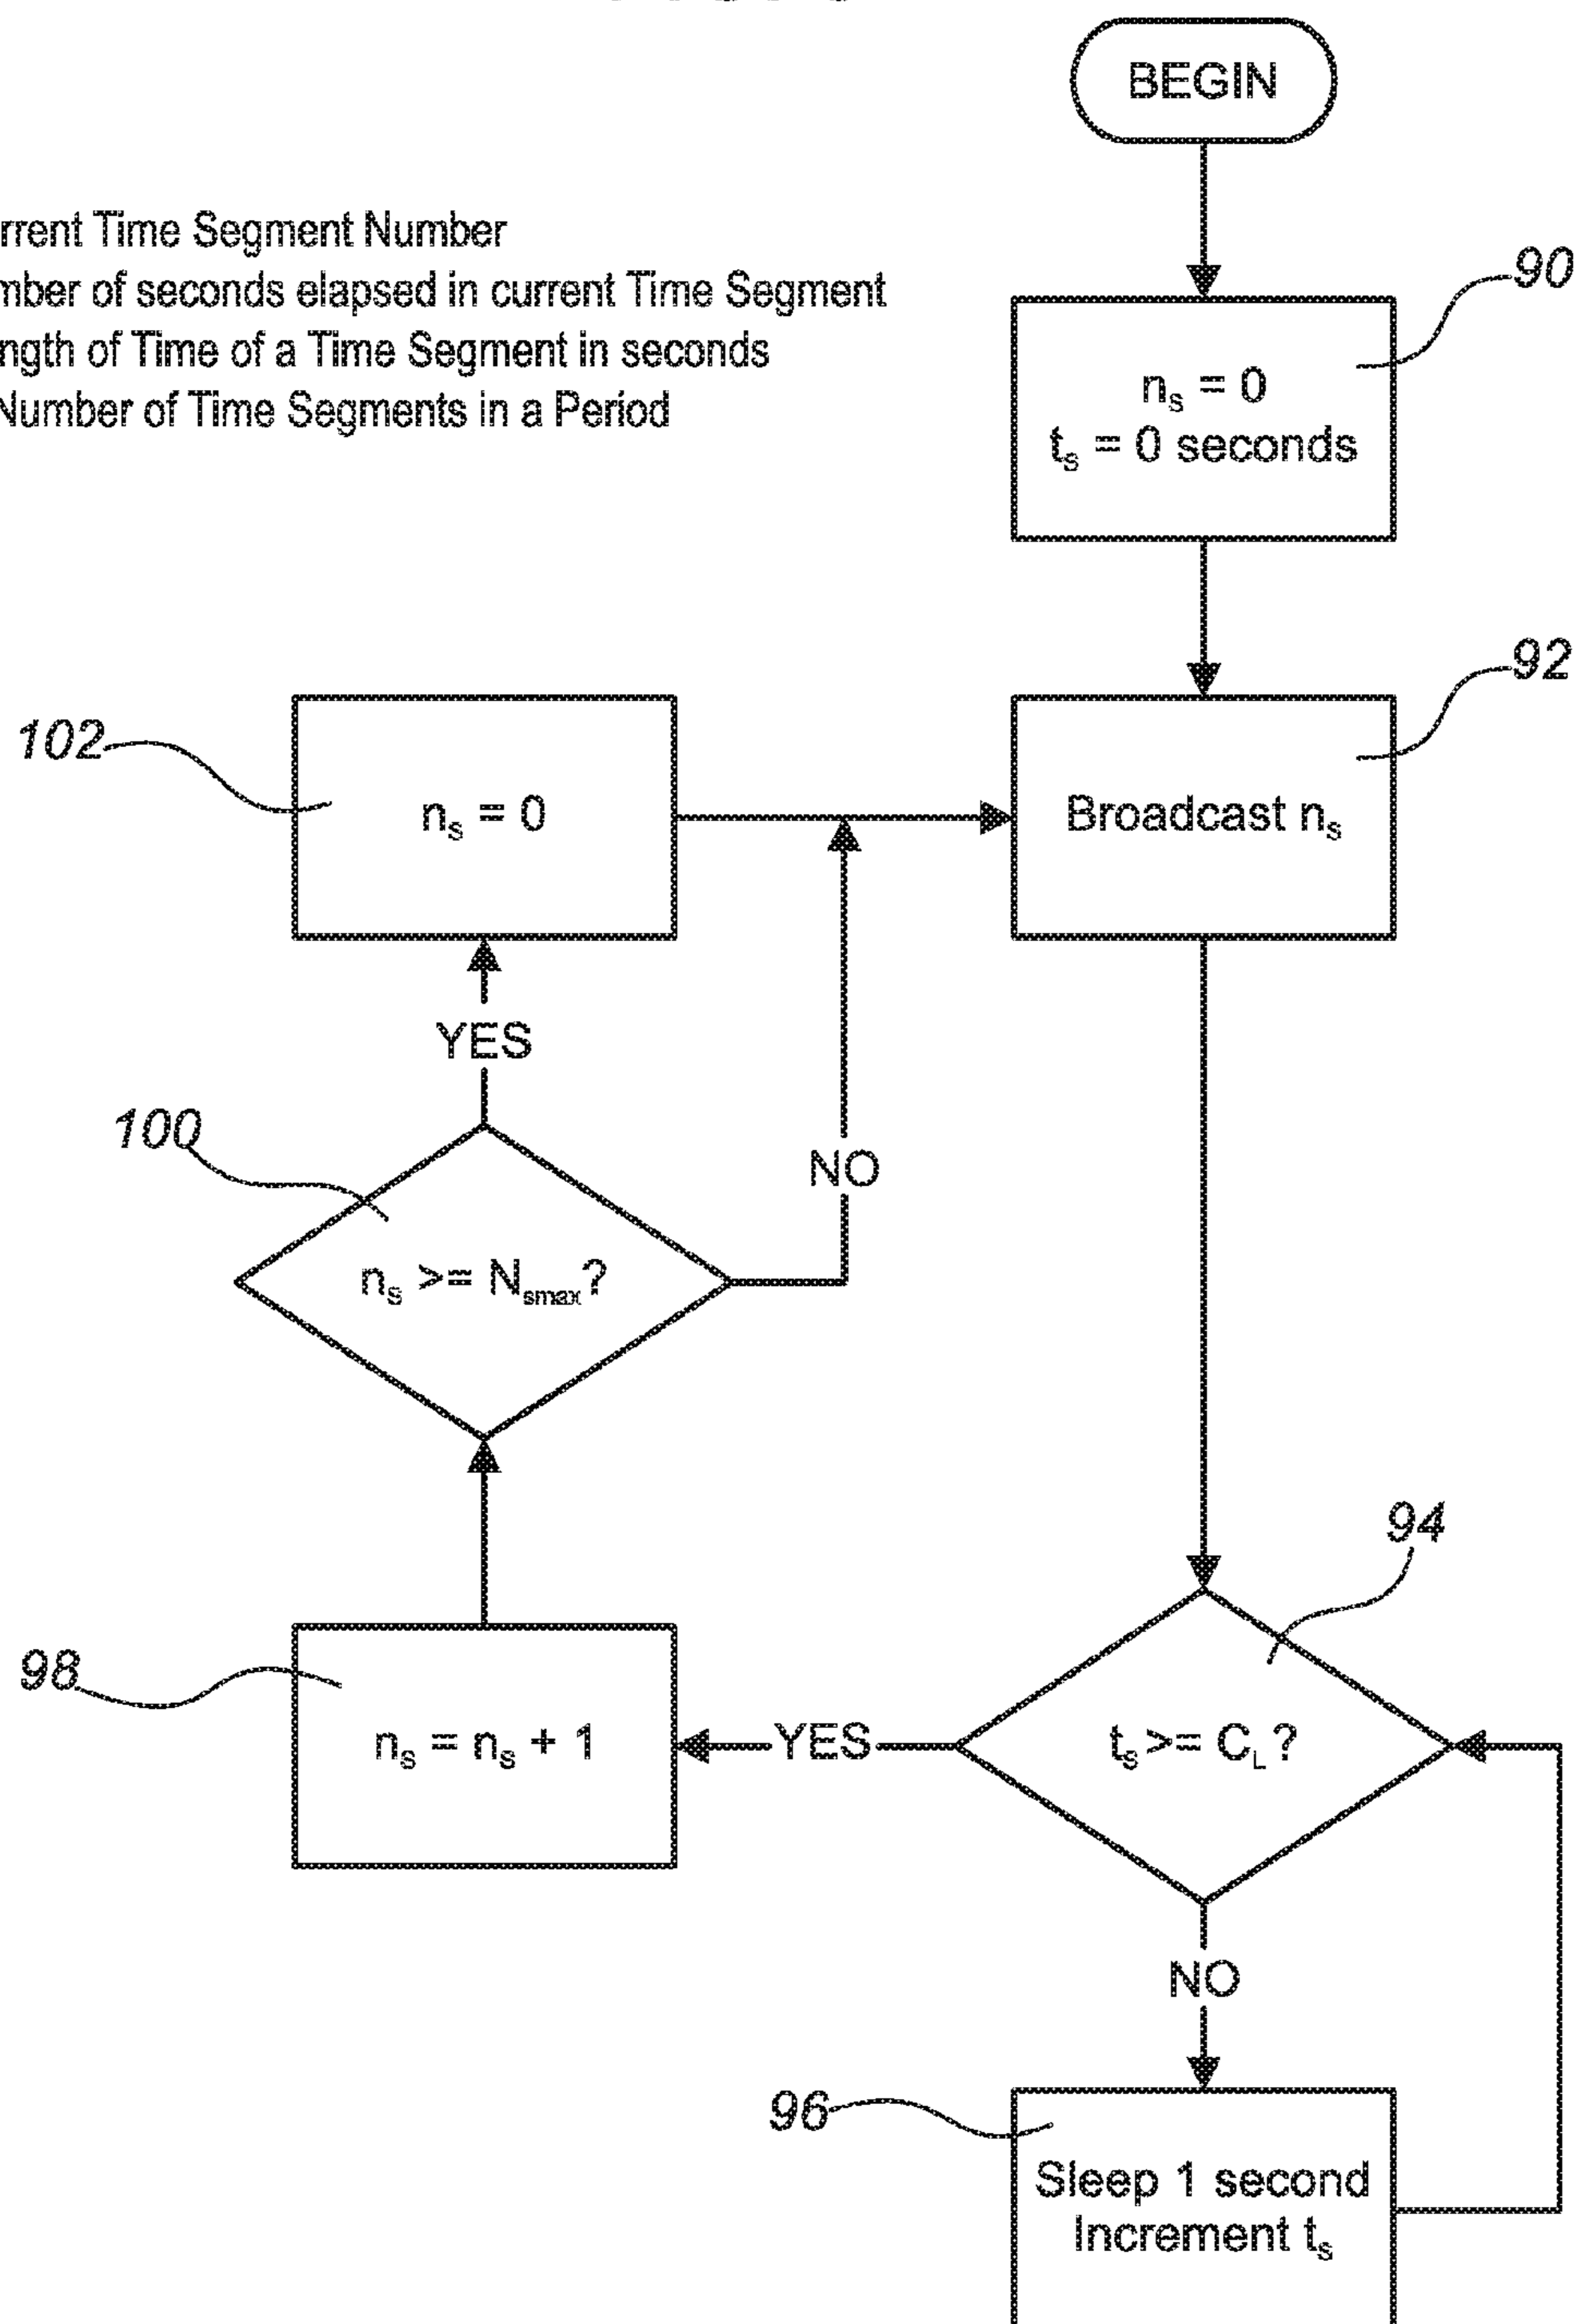 BEGIN
rrent Time Segment Number
mber of seconds elapsed in current Time Segment
ngth of Time of a Time Segment in seconds
Number of Time Segments in a Period
90
nₛ = 0
tₛ = 0 seconds
92
102
nₛ = 0
Broadcast nₛ
YES
100
NO
nₛ >= Nₛₘₐₓ?
94
98
nₛ = nₛ + 1
YES
tₛ >= C_L?
NO
96
Sleep 1 second
Increment tₛ